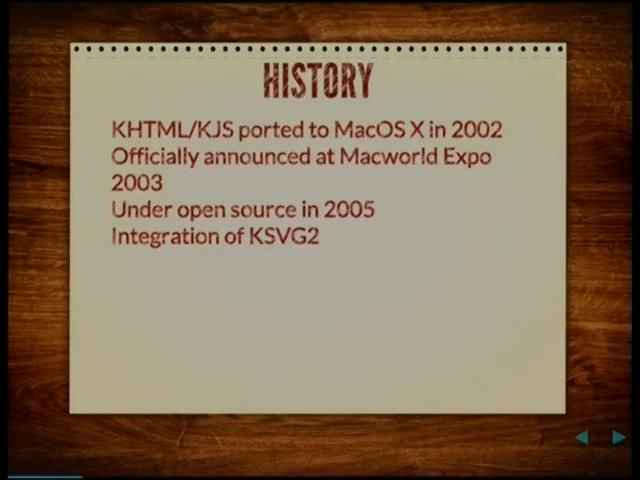 HISTORY
KHTML/KJS ported to MacOS X in 2002
Officially announced at Macworld Expo
2003
Under open source in 2005
Integration of KSVG2